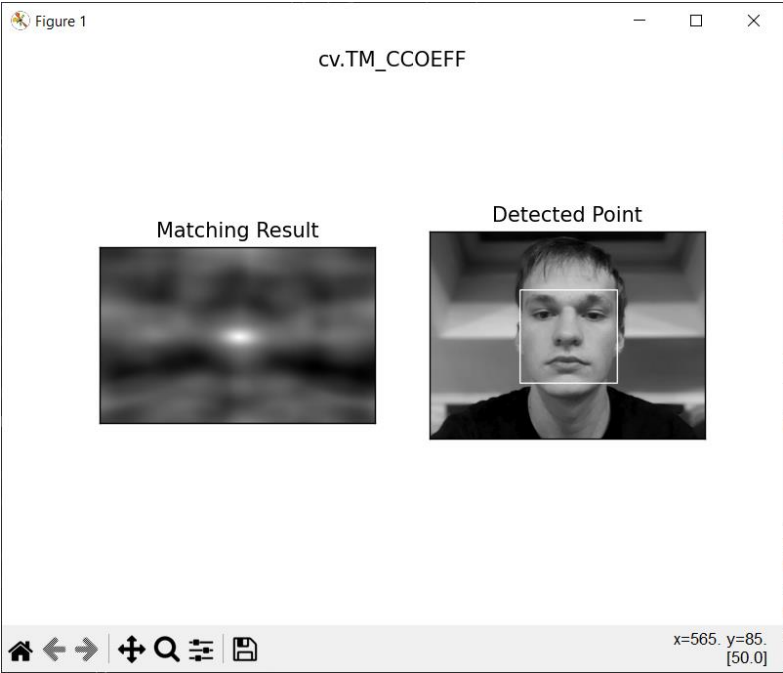 Figure 1
cv.TM_CCOEFF
Matching Result
Detected Point
x=565. y=85.
[50.0]